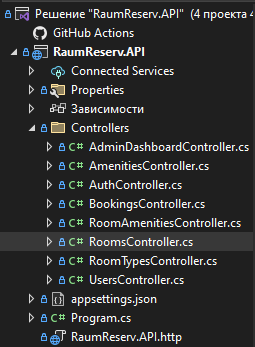 Решение "RaumReserv.API" (4 проекта 4
GitHub Actions
RaumReserv.API
Connected Services
Properties
Зависимости
Controllers
C# AdminDashboardController.cs
C# AmenitiesController.cs
C# AuthController.cs
C# BookingsController.cs
C# RoomAmenitiesController.cs
C# RoomsController.cs
C# RoomTypesController.cs
C# UsersController.cs
appsettings.json
C# Program.cs
RaumReserv.API.http